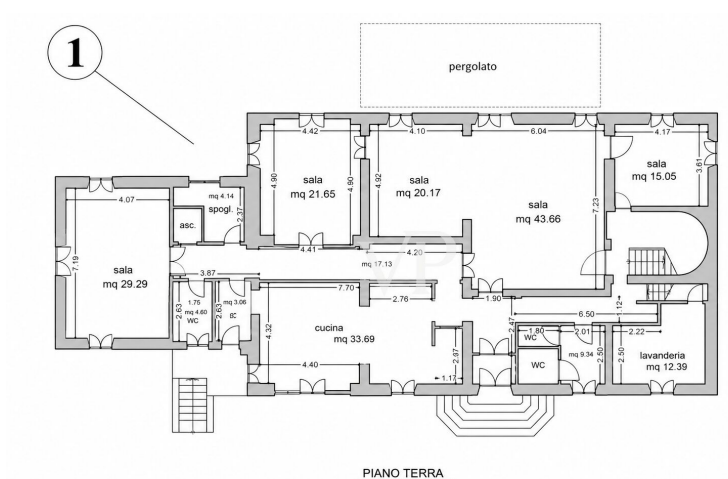 1
pergolato
4.42
4.10
6.04
4.17
sala
mq 21.65
4.90
4.90
sala
mq 20.17
4.92
sala
mq 43.66
7.23
sala
mq 15.05
3.61
4.07
mq 4.14
spogl.
2.37
asc.
sala
mq 29.29
7.19
4.41
4.20
mq 17.13
VP
3.87
7.70
2.76
1.90
6.50
1.12
1.75
mq 4.60
WC
2.63
mq 3.06
2.63
cucina
mq 33.69
4.32
4.40
2.97
1.17
2.47
1.80
2.01
2.22
WC
WC
mq 9.34
2.50
2.50
lavanderia
mq 12.39
PIANO TERRA